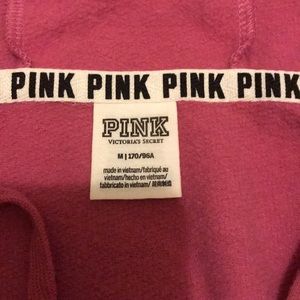 PINK PINK PINK PINK
PINK
VICTORIA'S SECRET
M | 170/96A
made in vietnam/fabriqué au
vietnam/hecho en vietnam/
fabbricato in vietnam/